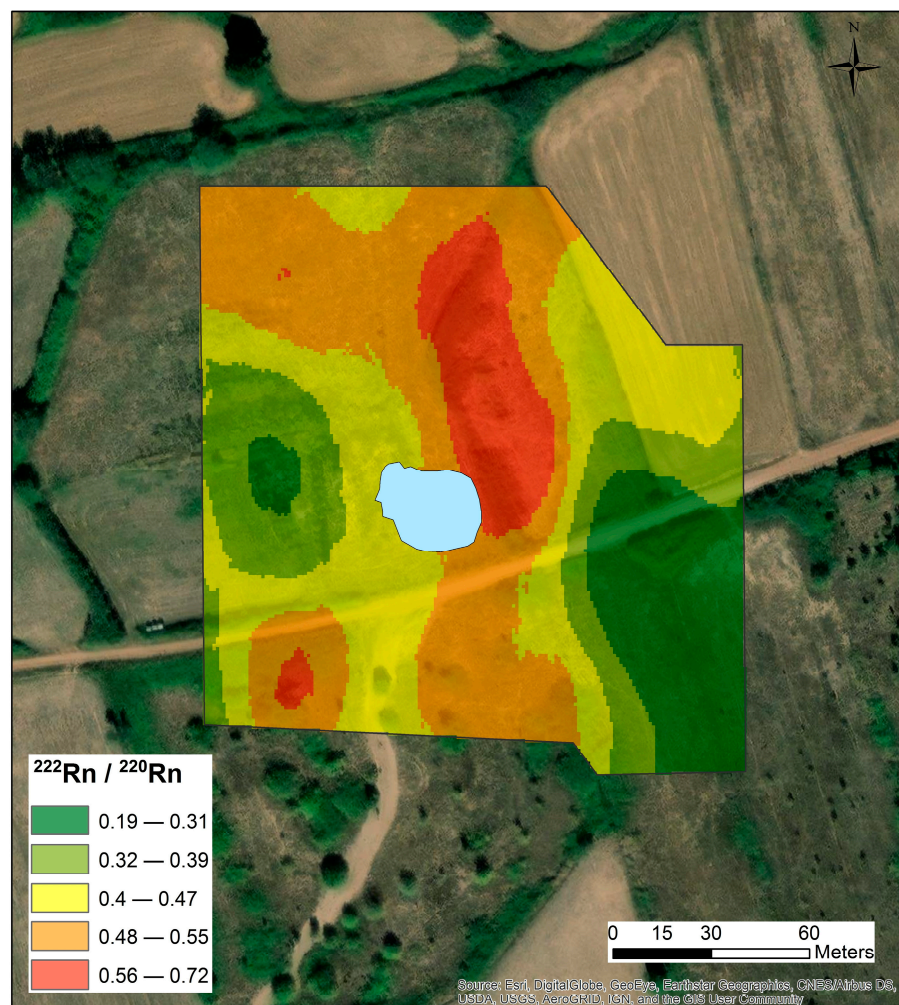 N
²²²Rn / ²²⁰Rn
0.19 — 0.31
0.32 — 0.39
0.4 — 0.47
0.48 — 0.55
0.56 — 0.72
0 15 30 60
Meters
Source: Esri, DigitalGlobe, GeoEye, Earthstar Geographics, CNES/Airbus DS,
USDA, USGS, AeroGRID, IGN, and the GIS User Community